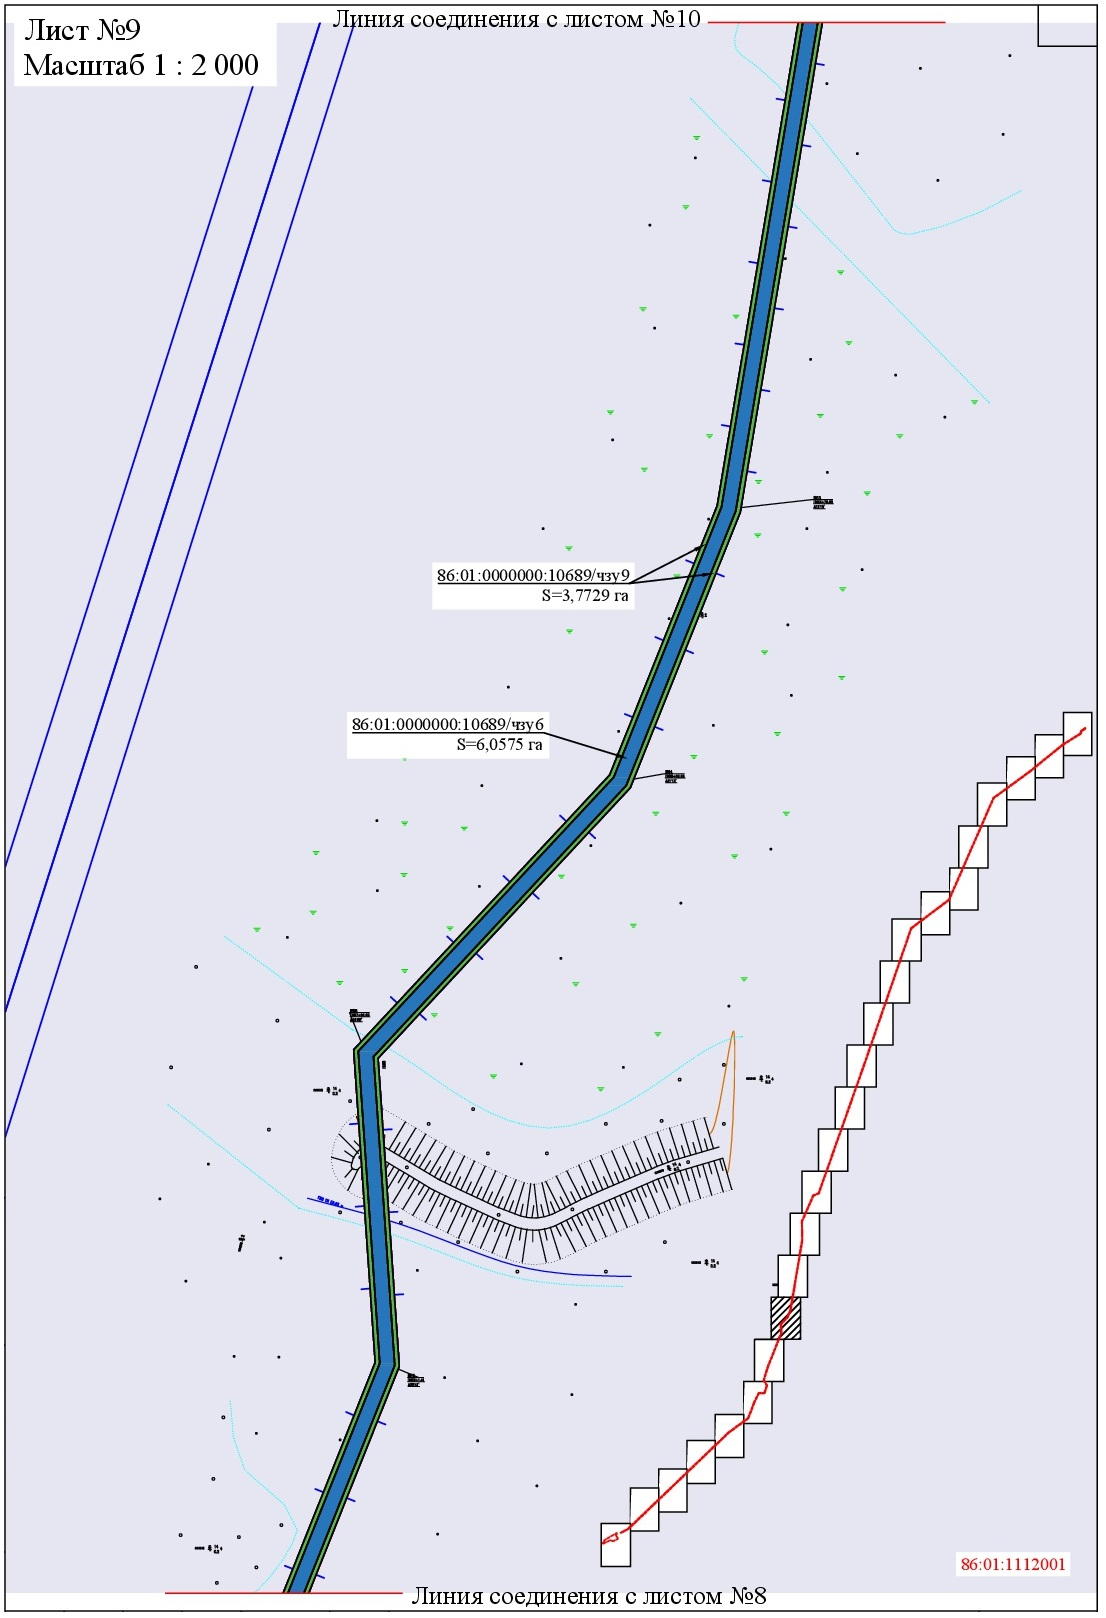 Линия соединения с листом №10
Лист №9
Масштаб 1 : 2 000
86:01:0000000:10689/чзу9
S=3,7729 га
86:01:0000000:10689/чзу6
S=6,0575 га
86:01:1112001
Линия соединения с листом №8